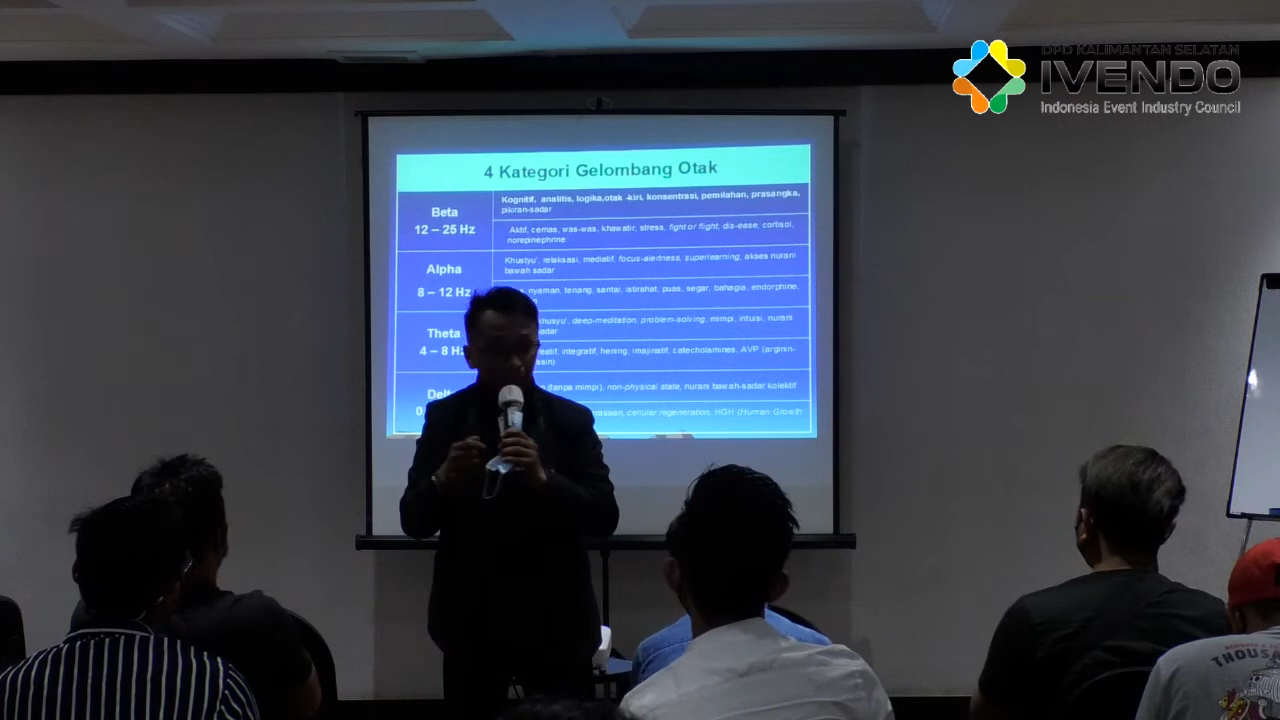 DPD KALIMANTAN SELATAN
IVENDO
Indonesia Event Industry Council
4 Kategori Gelombang Otak
Beta
12 – 25 Hz
Kognitif, analitis, logika,otak -kiri, konsentrasi, pemilahan, prasangka,
pikiran-sadar
Aktif, cemas, was-was, khawatir, stress, fight or flight, dis-ease, cortisol,
norepinephrine
Alpha
8 – 12 Hz
Khusyu', relaksasi, mediatif, focus-alertness, superlearning, akses nurani
bawah sadar
nyaman, tenang, santai, istirahat, puas, segar, bahagia, endorphine,
Theta
4 – 8 Hz
khusyu', deep-meditation, problem-solving, mimpi, intuisi, nurani
integratif, hening, imajinatif, catecholamines, AVP (arginin-
(tanpa mimpi), non-physical state, nurani bawah-sadar kolektif
cellular regeneration, HGH (Human Growth